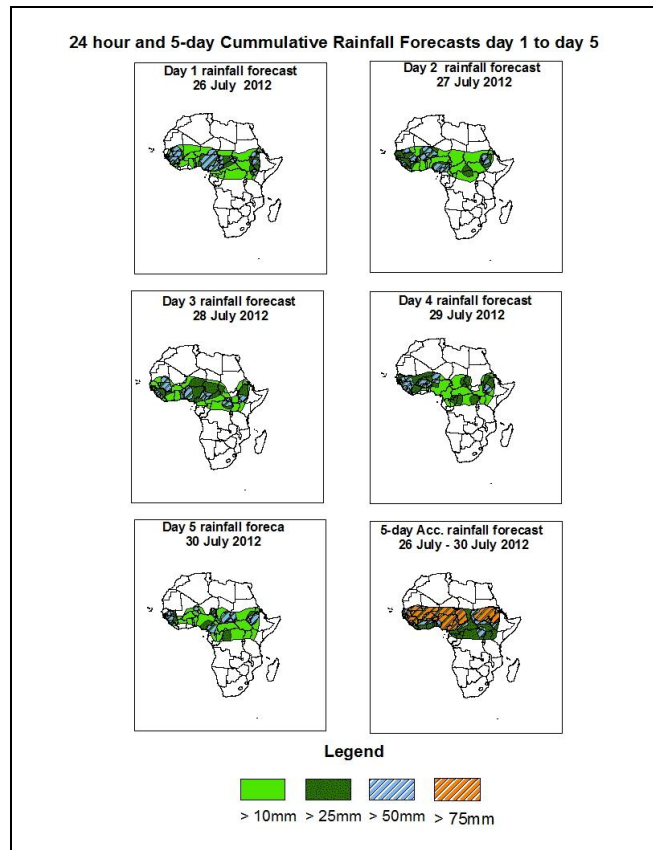 24 hour and 5-day Cummulative Rainfall Forecasts day 1 to day 5
Day 1 rainfall forecast
26 July 2012
Day 2 rainfall forecast
27 July 2012
Day 3 rainfall forecast
28 July 2012
Day 4 rainfall forecast
29 July 2012
Day 5 rainfall foreca
30 July 2012
5-day Acc. rainfall forecast
26 July - 30 July 2012
Legend
> 10mm > 25mm > 50mm > 75mm